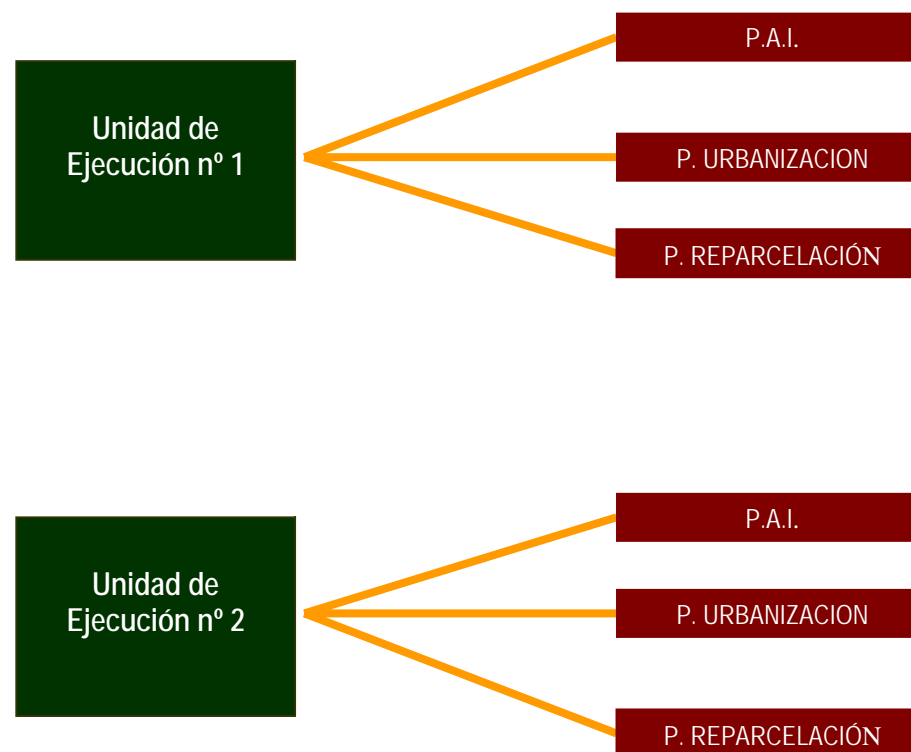 Unidad de
Ejecución nº 1
P.A.I.
P. URBANIZACION
P. REPARCELACIÓN
Unidad de
Ejecución nº 2
P.A.I.
P. URBANIZACION
P. REPARCELACIÓN